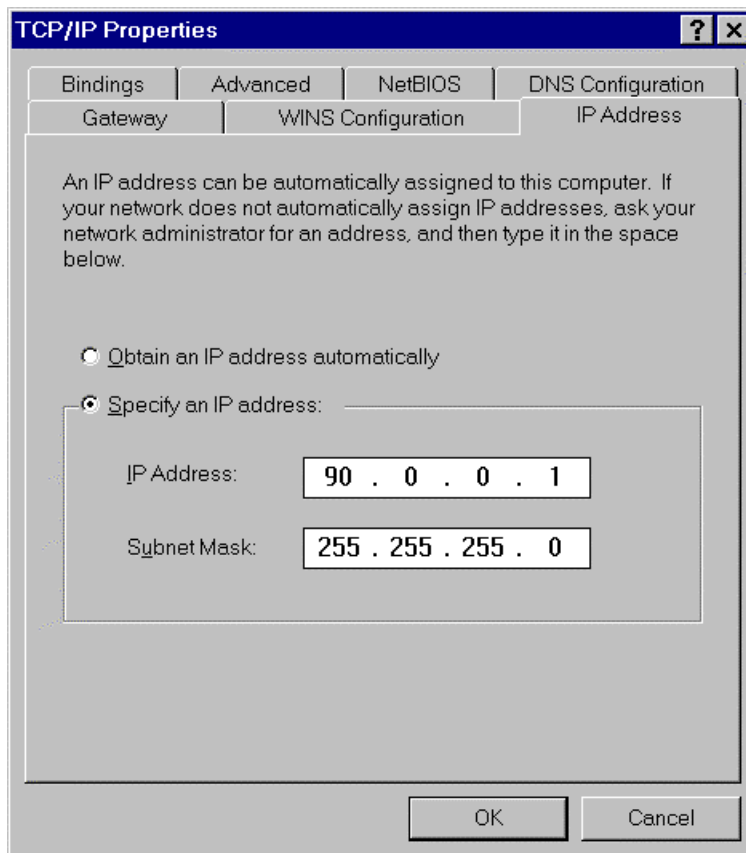 TCP/IP Properties
? ×
Bindings Advanced NetBIOS DNS Configuration
Gateway WINS Configuration IP Address
An IP address can be automatically assigned to this computer. If
your network does not automatically assign IP addresses, ask your
network administrator for an address, and then type it in the space
below.
Obtain an IP address automatically
Specify an IP address:
IP Address: 90 . 0 . 0 . 1
Subnet Mask: 255 . 255 . 255 . 0
OK Cancel